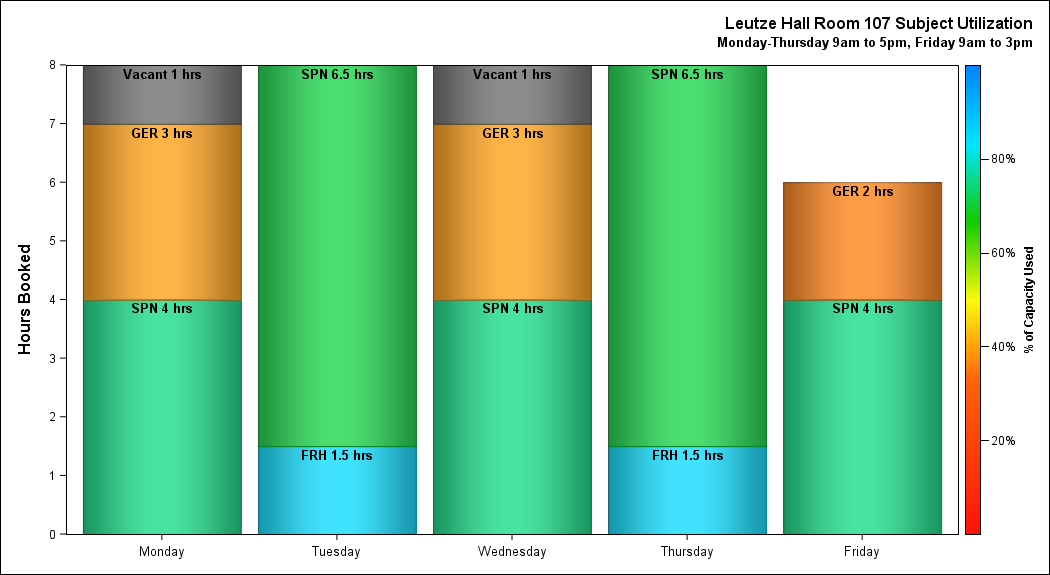 Leutze Hall Room 107 Subject Utilization
Monday-Thursday 9am to 5pm, Friday 9am to 3pm
Hours Booked
8
7
6
5
4
3
2
1
0
Vacant 1 hrs
GER 3 hrs
SPN 4 hrs
SPN 6.5 hrs
FRH 1.5 hrs
Vacant 1 hrs
GER 3 hrs
SPN 4 hrs
SPN 6.5 hrs
FRH 1.5 hrs
GER 2 hrs
SPN 4 hrs
Monday
Tuesday
Wednesday
Thursday
Friday
80%
60%
40%
20%
% of Capacity Used